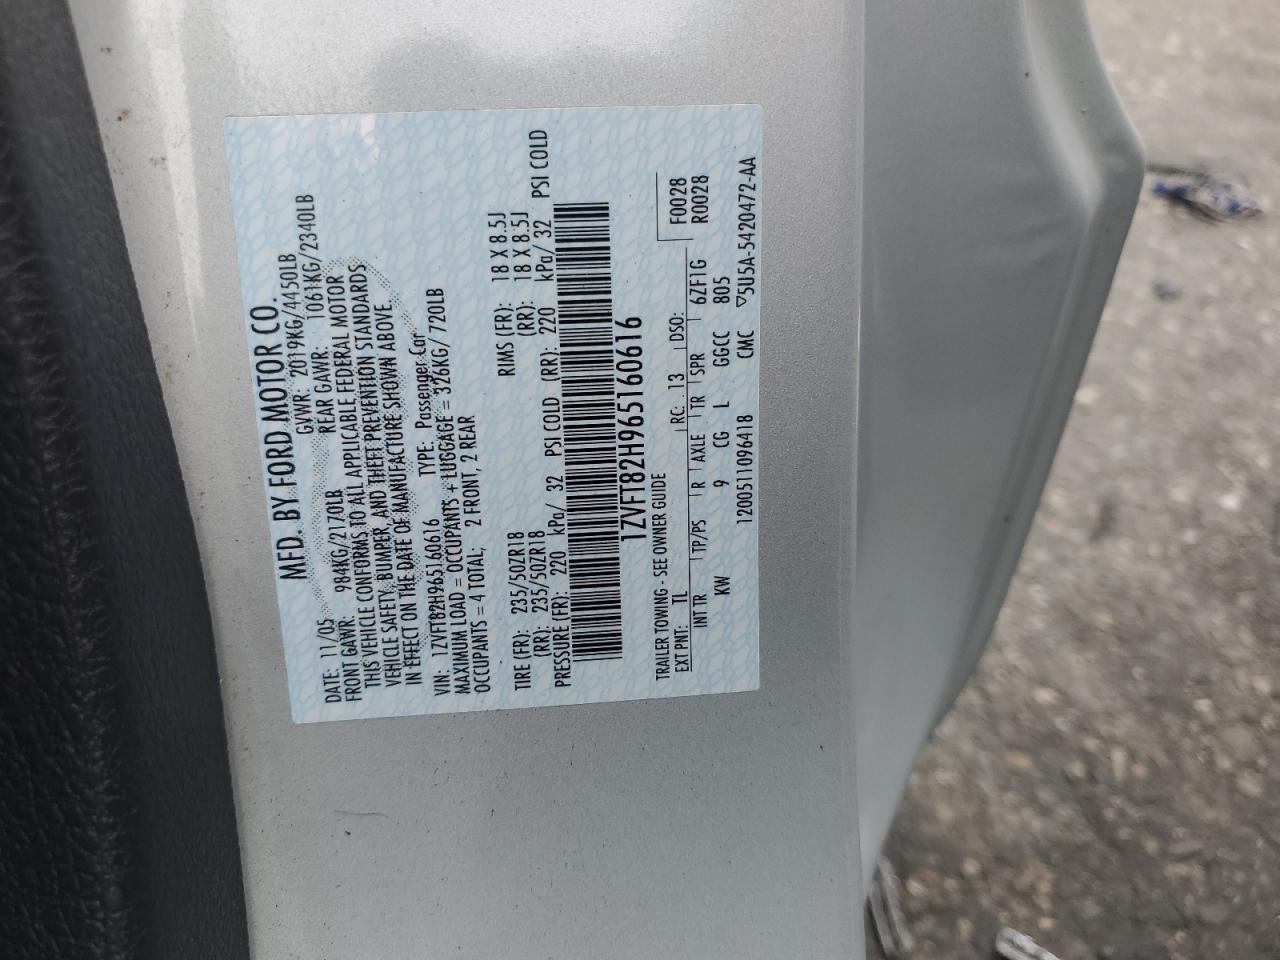 MFD. BY FORD MOTOR CO.
DATE: 11/05 GVWR: 2019KG/4450LB
FRONT GAWR: 984KG/2170LB REAR GAWR: 1061KG/2340LB
THIS VEHICLE CONFORMS TO ALL APPLICABLE FEDERAL MOTOR
VEHICLE SAFETY, BUMPER, AND THEFT PREVENTION STANDARDS
IN EFFECT ON THE DATE OF MANUFACTURE SHOWN ABOVE.
VIN: 1ZVFT82H965160616 TYPE: Passenger Car
MAXIMUM LOAD = OCCUPANTS + LUGGAGE = 326KG/ 720LB
OCCUPANTS = 4 TOTAL; 2 FRONT, 2 REAR
TIRE (FR): 235/50ZR18 RIMS (FR): 18 X 8.5J
(RR): 235/50ZR18 (RR): 18 X 8.5J
PRESSURE (FR): 220 kPa/ 32 PSI COLD (RR): 220 kPa/ 32 PSI COLD
1ZVFT82H965160616
TRAILER TOWING - SEE OWNER GUIDE F0028
EXT PNT: TL RC: 13 DSO: R0028
INT TR TP/PS R AXLE TR SPR 6ZF1G
KW 9 CG L GGCC 805
1200511096418 CMC ▽5U5A-5420472-AA